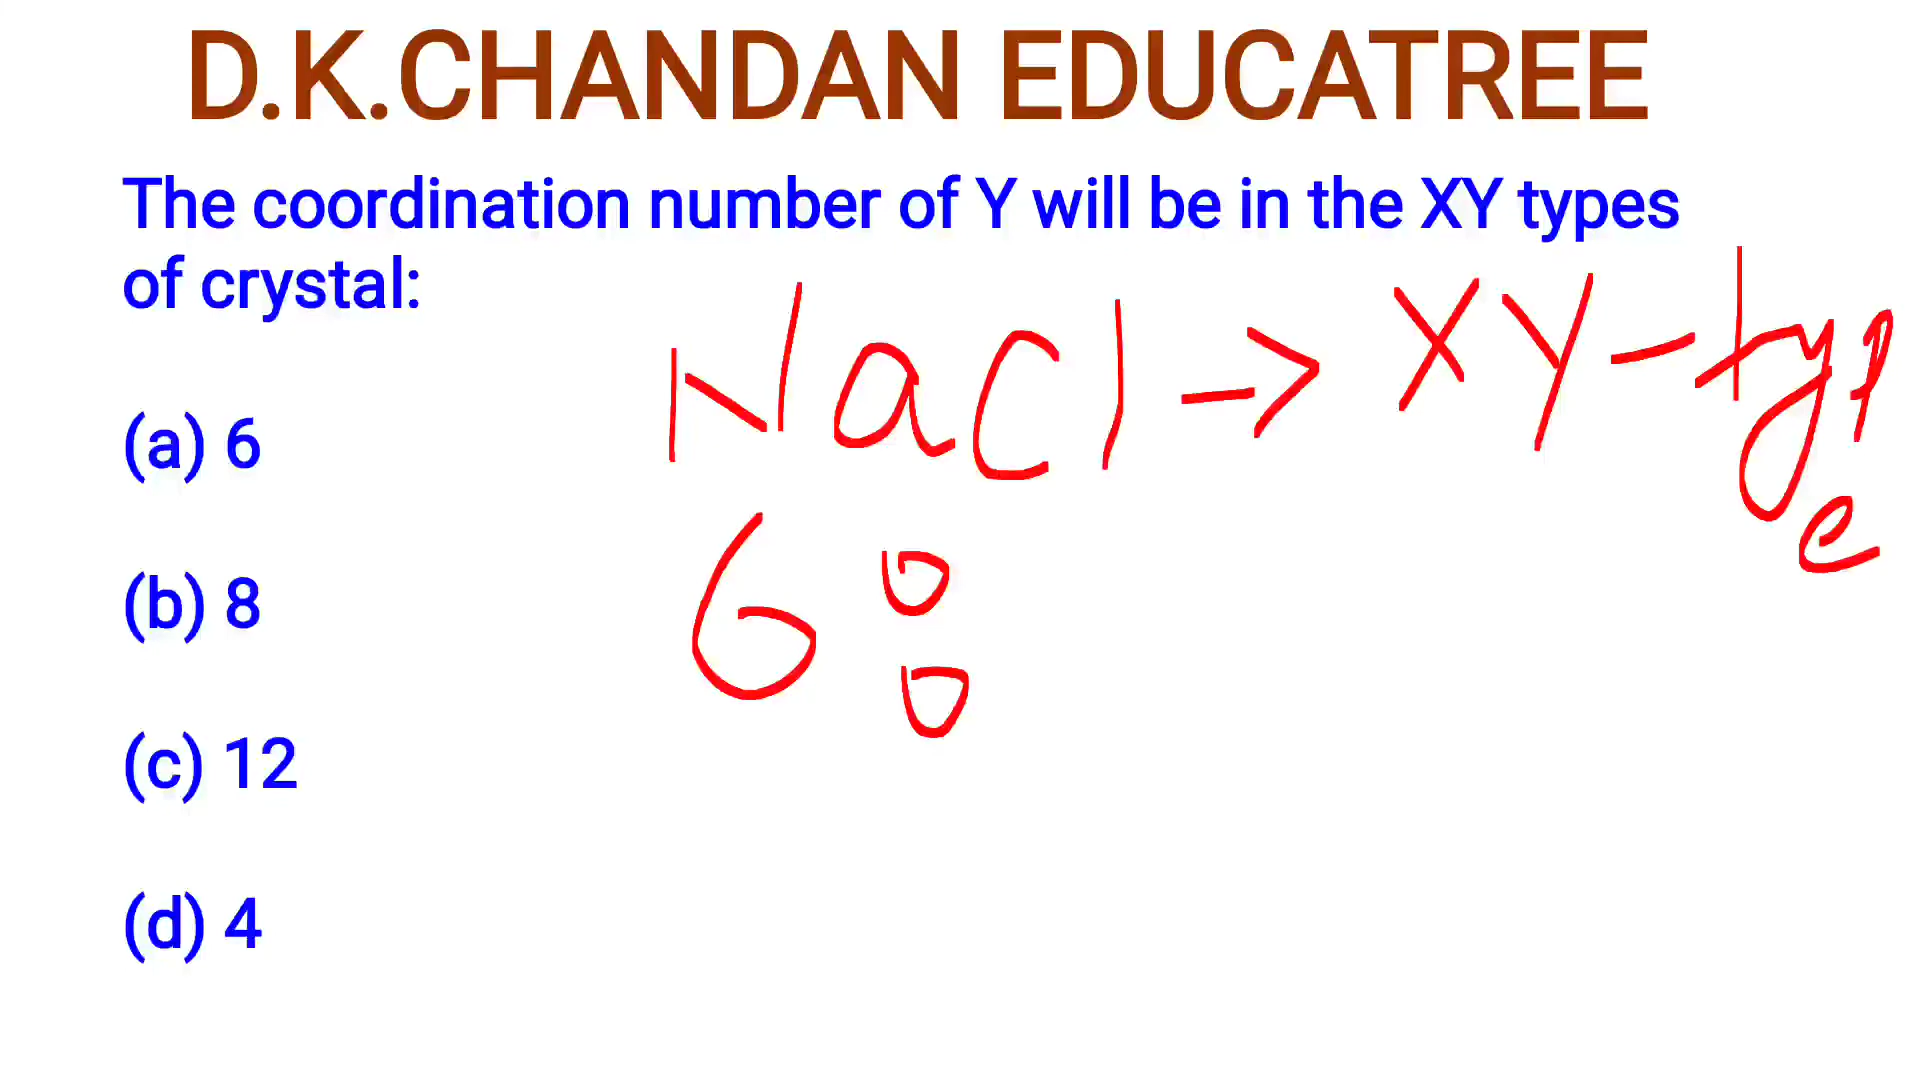 D.K.CHANDAN EDUCATREE
The coordination number of Y will be in the XY types
of crystal:
NaCl → XY-type
(a) 6
6:
(b) 8
(c) 12
(d) 4